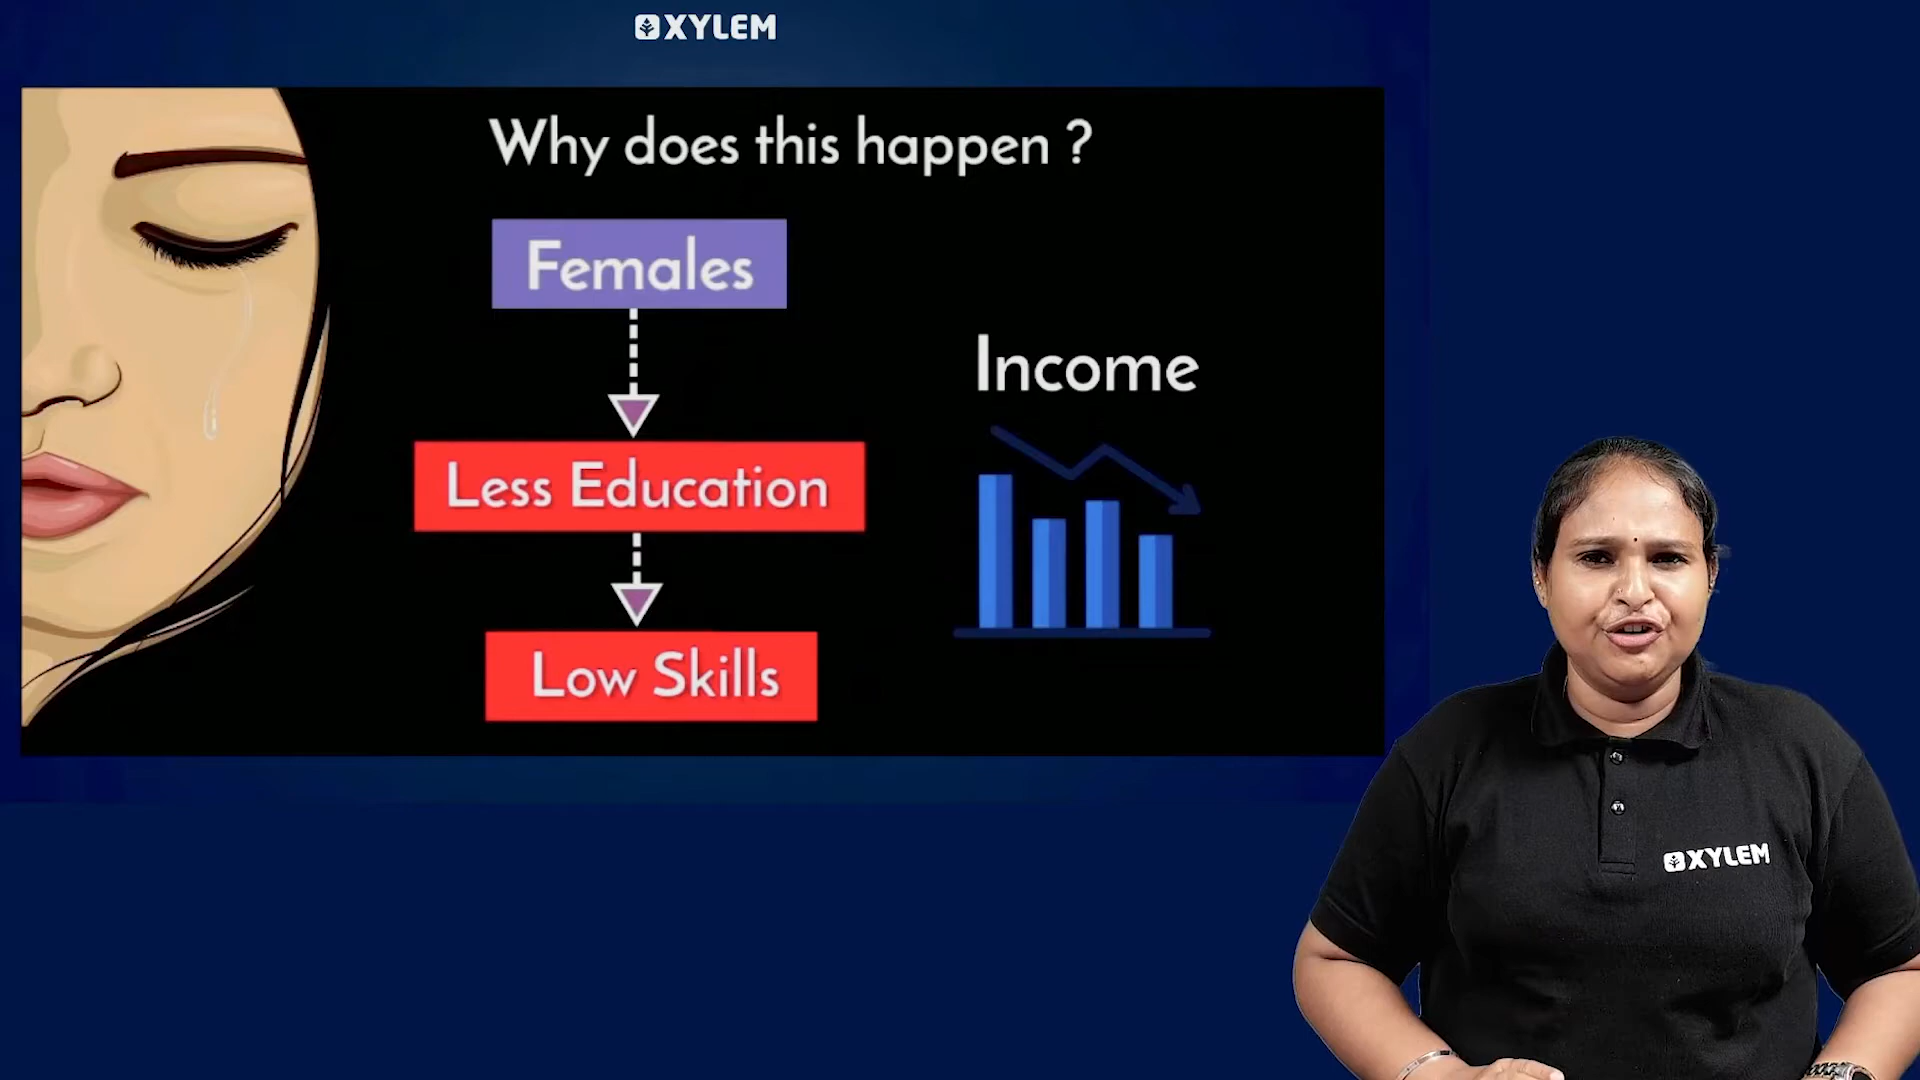 XYLEM
Why does this happen ?
Females
Less Education
Low Skills
Income
XYLEM